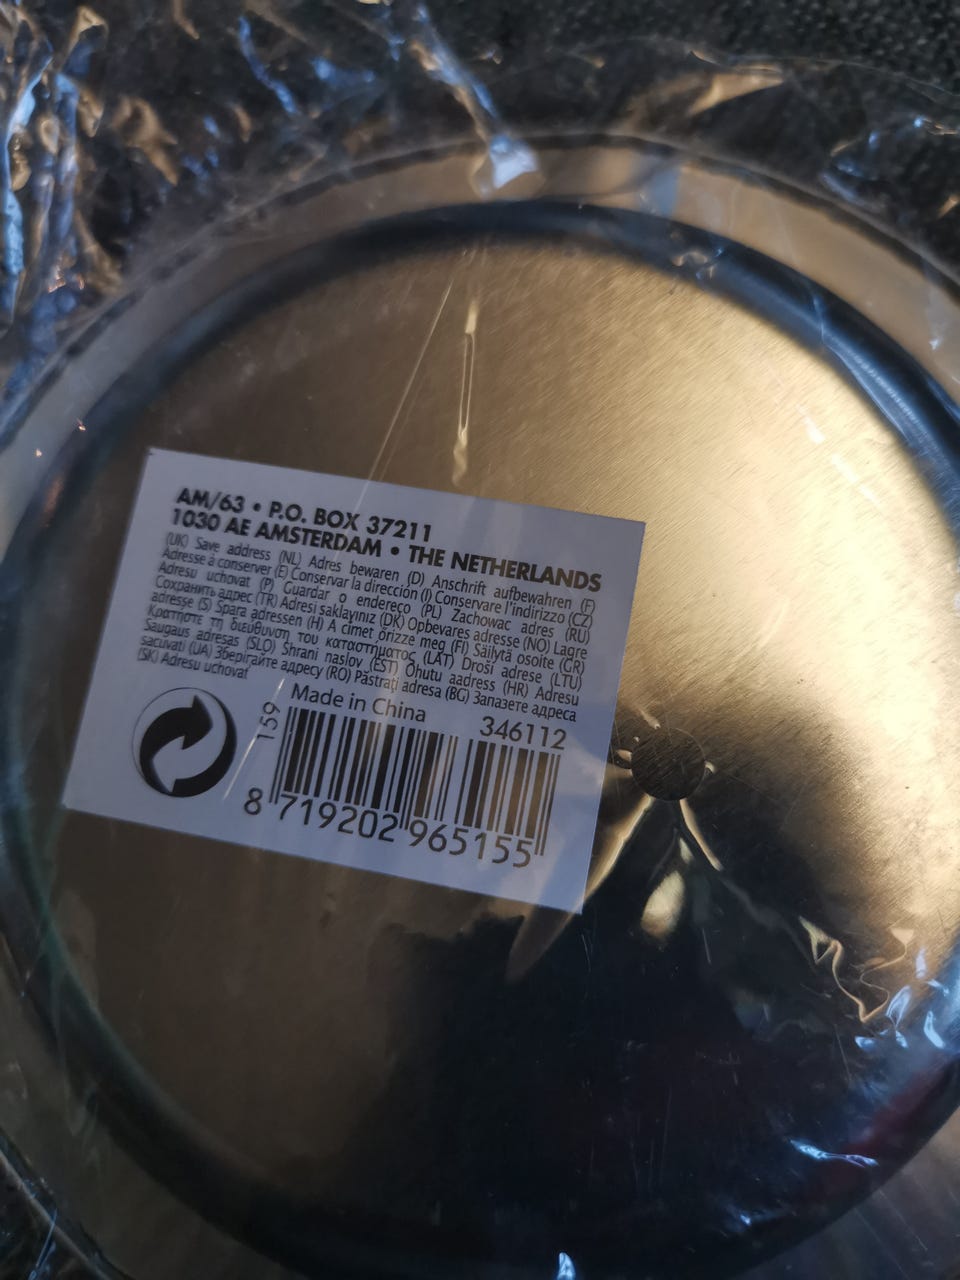 AM/63 • P.O. BOX 37211
1030 AE AMSTERDAM • THE NETHERLANDS
(UK) Save address (NL) Adres bewaren (D) Anschrift aufbewahren (F)
Adresse à conserver (E) Conservar la dirección (I) Conservare l'indirizzo (CZ)
Adresu uchovat (P) Guardar o endereço (PL) Zachowac adres (RU)
Сохранить адрес (TR) Adresi saklayınız (DK) Opbevares adresse (NO) Lagre
adresse (S) Spara adressen (H) A címet őrizze meg (FI) Säilytä osoite (GR)
Κρατήστε τη διεύθυνση του καταστήματος (LAT) Droši adrese (LTU)
Saugaus adresas (SLO) Shrani naslov (EST) Ohutu aadress (HR) Adresu
sacuvati (UA) Зберігайте адресу (RO) Păstrați adresa (BG) Запазете адреса
(SK) Adresu uchovat
Made in China
159
346112
8 719202 965155